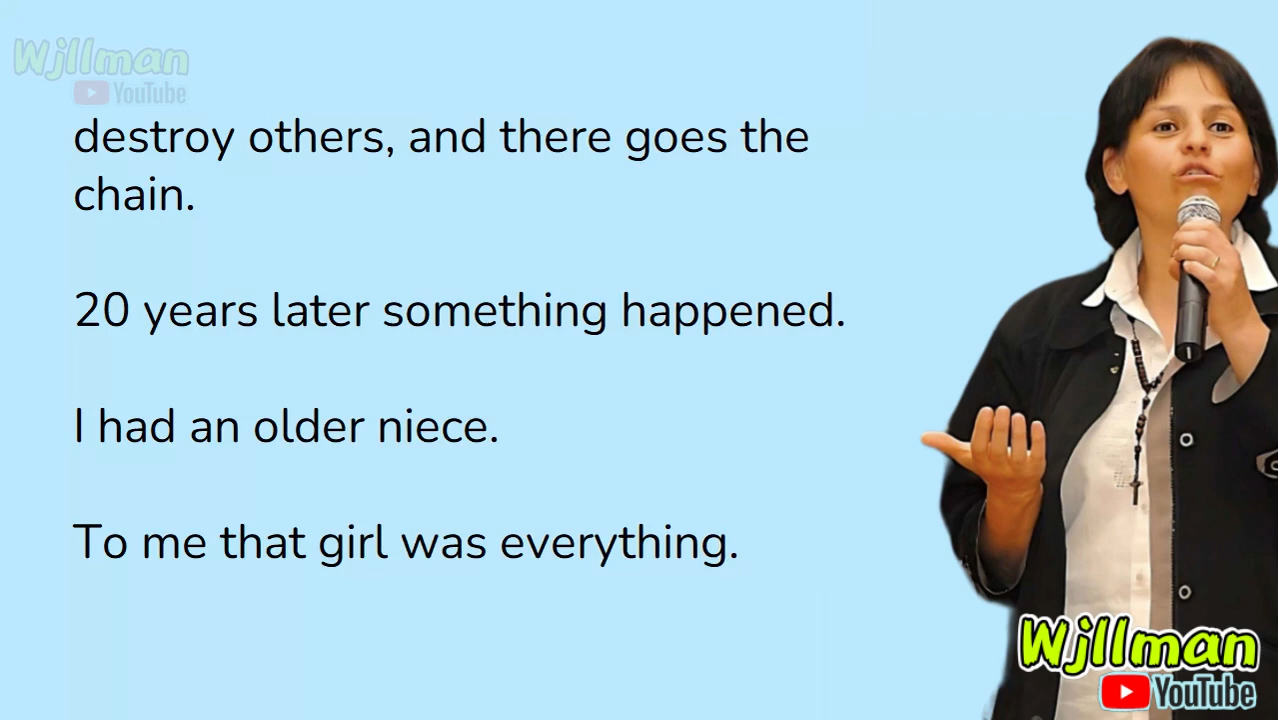 Wjllman
YouTube
destroy others, and there goes the
chain.
20 years later something happened.
I had an older niece.
To me that girl was everything.
Wjllman
YouTube